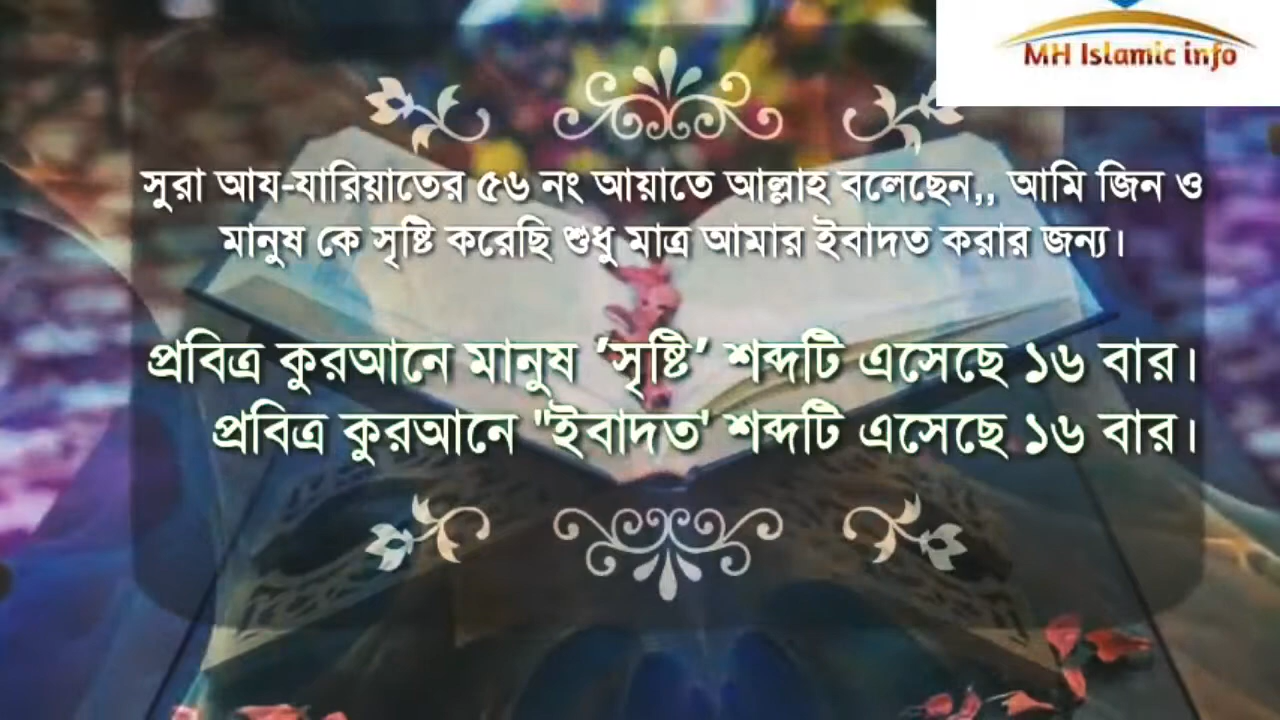 MH Islamic info
সুরা আয-যারিয়াতের ৫৬ নং আয়াতে আল্লাহ বলেছেন,, আমি জিন ও
মানুষ কে সৃষ্টি করেছি শুধু মাত্র আমার ইবাদত করার জন্য।
প্রবিত্র কুরআনে মানুষ ’সৃষ্টি’ শব্দটি এসেছে ১৬ বার।
প্রবিত্র কুরআনে "ইবাদত' শব্দটি এসেছে ১৬ বার।